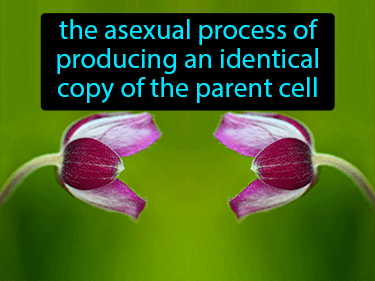 the asexual process of
producing an identical
copy of the parent cell